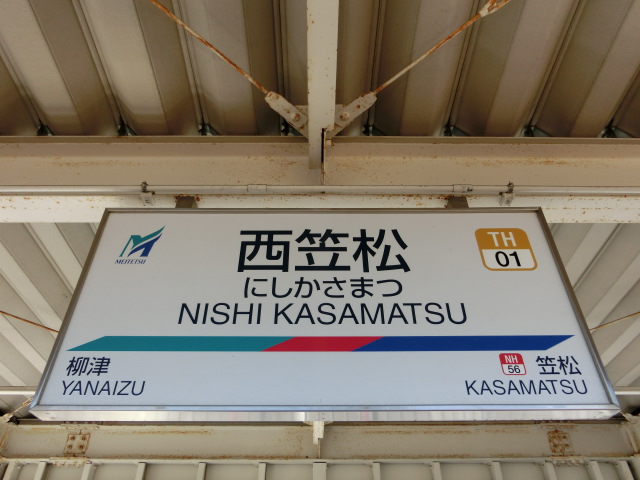 MEITETSU
西笠松
TH
01
にしかさまつ
NISHI KASAMATSU
柳津
YANAIZU
NH
56
笠松
KASAMATSU